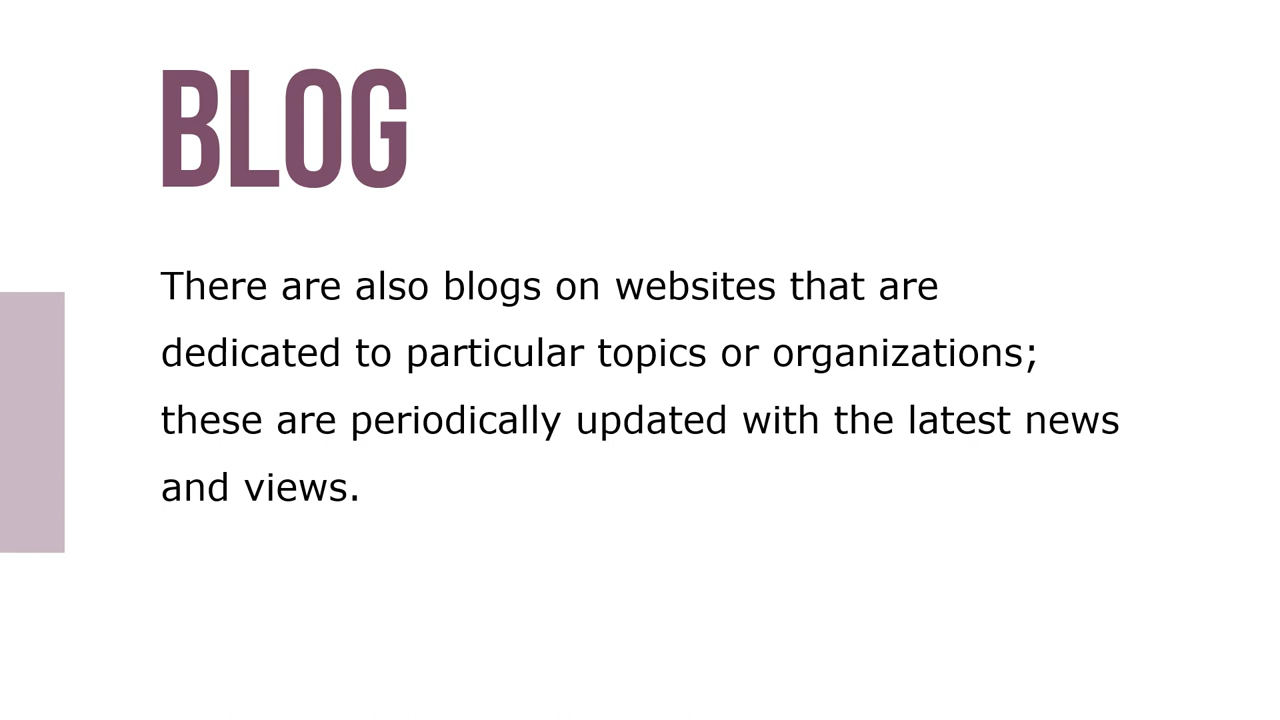 BLOG
There are also blogs on websites that are
dedicated to particular topics or organizations;
these are periodically updated with the latest news
and views.